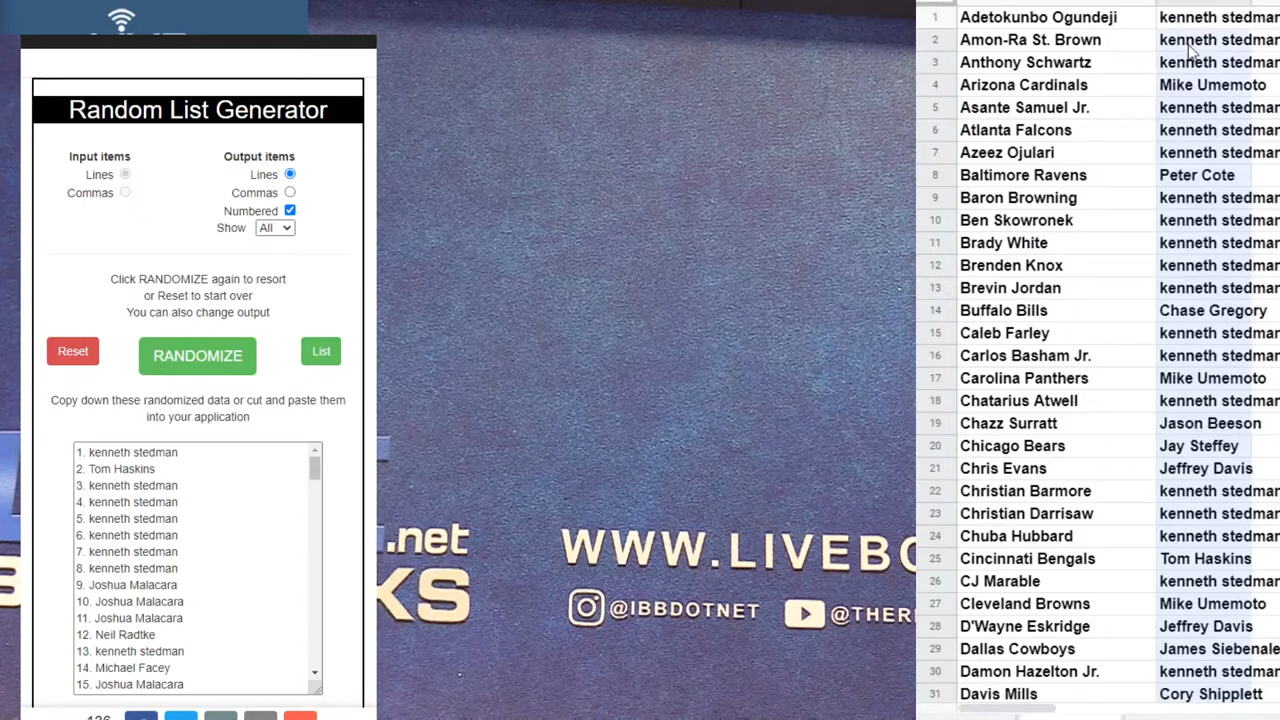 Random List Generator
Input items
Lines
Commas
Output items
Lines
Commas
Numbered
Show All
Click RANDOMIZE again to resort
or Reset to start over
You can also change output
Reset RANDOMIZE List
Copy down these randomized data or cut and paste them
into your application
1. kenneth stedman
2. Tom Haskins
3. kenneth stedman
4. kenneth stedman
5. kenneth stedman
6. kenneth stedman
7. kenneth stedman
8. kenneth stedman
9. Joshua Malacara
10. Joshua Malacara
11. Joshua Malacara
12. Neil Radtke
13. kenneth stedman
14. Michael Facey
15. Joshua Malacara
.net
KS
WWW.LIVEBO
@IBBDOTNET @THER
1 Adetokunbo Ogundeji kenneth stedman
2 Amon-Ra St. Brown kenneth stedman
3 Anthony Schwartz kenneth stedman
4 Arizona Cardinals Mike Umemoto
5 Asante Samuel Jr. kenneth stedman
6 Atlanta Falcons kenneth stedman
7 Azeez Ojulari kenneth stedman
8 Baltimore Ravens Peter Cote
9 Baron Browning kenneth stedman
10 Ben Skowronek kenneth stedman
11 Brady White kenneth stedman
12 Brenden Knox kenneth stedman
13 Brevin Jordan kenneth stedman
14 Buffalo Bills Chase Gregory
15 Caleb Farley kenneth stedman
16 Carlos Basham Jr. kenneth stedman
17 Carolina Panthers Mike Umemoto
18 Chatarius Atwell kenneth stedman
19 Chazz Surratt Jason Beeson
20 Chicago Bears Jay Steffey
21 Chris Evans Jeffrey Davis
22 Christian Barmore kenneth stedman
23 Christian Darrisaw kenneth stedman
24 Chuba Hubbard kenneth stedman
25 Cincinnati Bengals Tom Haskins
26 CJ Marable kenneth stedman
27 Cleveland Browns Mike Umemoto
28 D'Wayne Eskridge Jeffrey Davis
29 Dallas Cowboys James Siebenale
30 Damon Hazelton Jr. kenneth stedman
31 Davis Mills Cory Shipplett